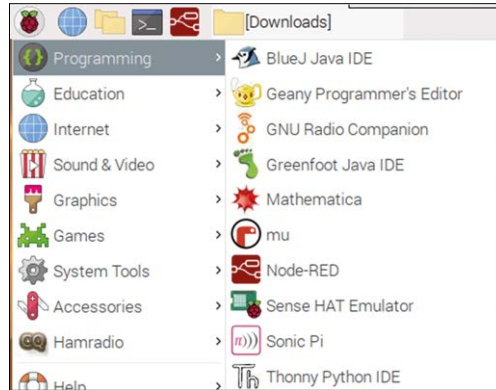 [Downloads]
Programming
BlueJ Java IDE
Education
Geany Programmer's Editor
Internet
GNU Radio Companion
Sound & Video
Greenfoot Java IDE
Graphics
Mathematica
Games
mu
System Tools
Node-RED
Accessories
Sense HAT Emulator
Hamradio
Sonic Pi
Help
Thonny Python IDE